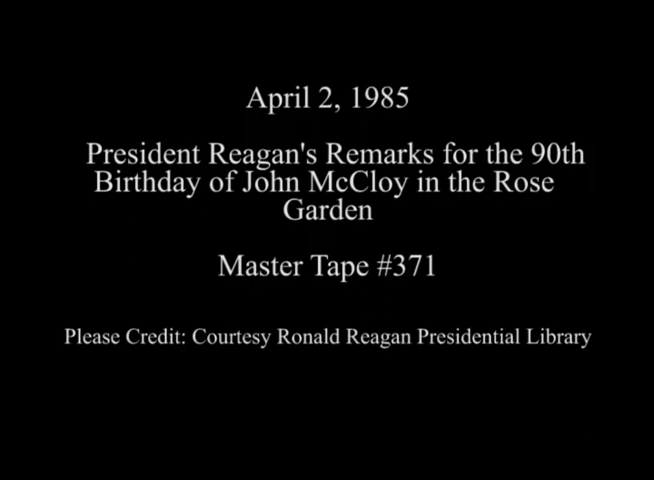 April 2, 1985
President Reagan's Remarks for the 90th
Birthday of John McCloy in the Rose
Garden
Master Tape #371
Please Credit: Courtesy Ronald Reagan Presidential Library